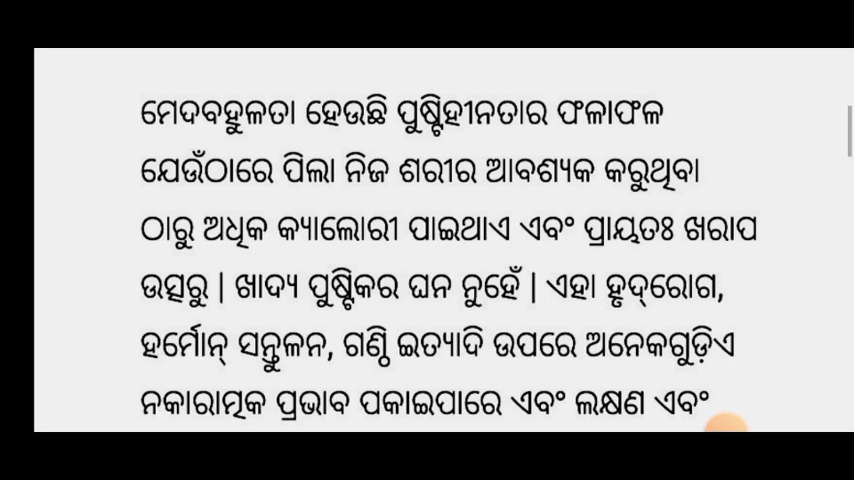 ମେଦବହୁଳତା ହେଉଛି ପୁଷ୍ଟିହୀନତାର ଫଳାଫଳ
ଯେଉଁଠାରେ ପିଲା ନିଜ ଶରୀର ଆବଶ୍ୟକ କରୁଥିବା
ଠାରୁ ଅଧିକ କ୍ୟାଲୋରୀ ପାଇଥାଏ ଏବଂ ପ୍ରାୟତଃ ଖରାପ
ଉତ୍ସରୁ | ଖାଦ୍ୟ ପୁଷ୍ଟିକର ଘନ ନୁହେଁ | ଏହା ହୃଦ୍‌ରୋଗ,
ହର୍ମୋନ୍ ସନ୍ତୁଳନ, ଗଣ୍ଠି ଇତ୍ୟାଦି ଉପରେ ଅନେକଗୁଡ଼ିଏ
ନକାରାତ୍ମକ ପ୍ରଭାବ ପକାଇପାରେ ଏବଂ ଲକ୍ଷଣ ଏବଂ